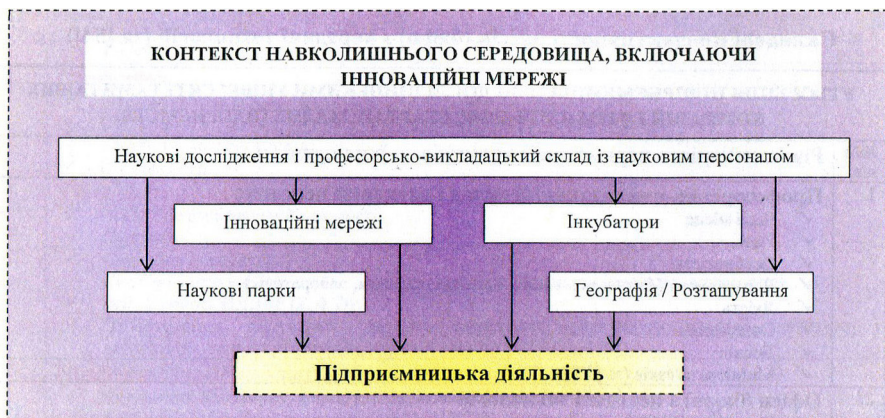 КОНТЕКСТ НАВКОЛИШНЬОГО СЕРЕДОВИЩА, ВКЛЮЧАЮЧИ
ІННОВАЦІЙНІ МЕРЕЖІ
Наукові дослідження і професорсько-викладацький склад із науковим персоналом
Інноваційні мережі
Інкубатори
Наукові парки
Географія / Розташування
Підприємницька діяльність